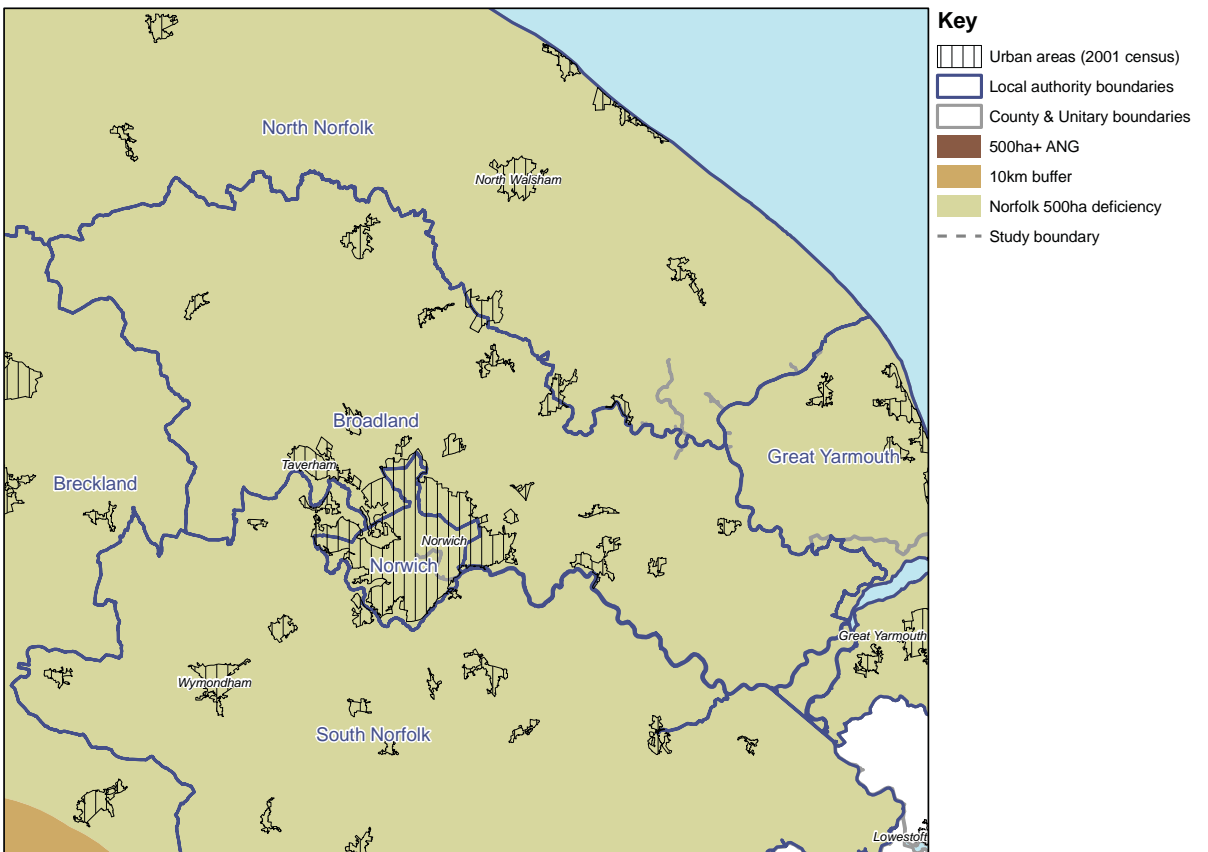 Key
Urban areas (2001 census)
Local authority boundaries
County & Unitary boundaries
500ha+ ANG
10km buffer
Norfolk 500ha deficiency
Study boundary
North Norfolk
North Walsham
Broadland
Taverham
Great Yarmouth
Breckland
Norwich
Norwich
Great Yarmouth
Wymondham
South Norfolk
Lowestoft